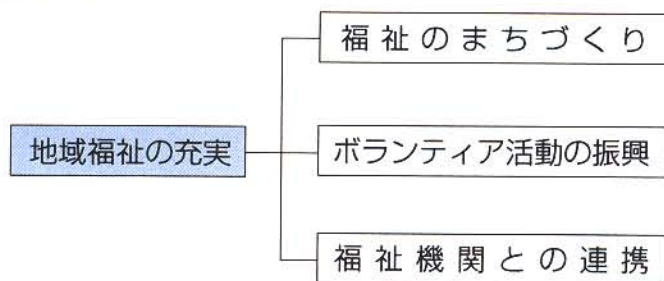 地域福祉の充実
福祉のまちづくり
ボランティア活動の振興
福祉機関との連携